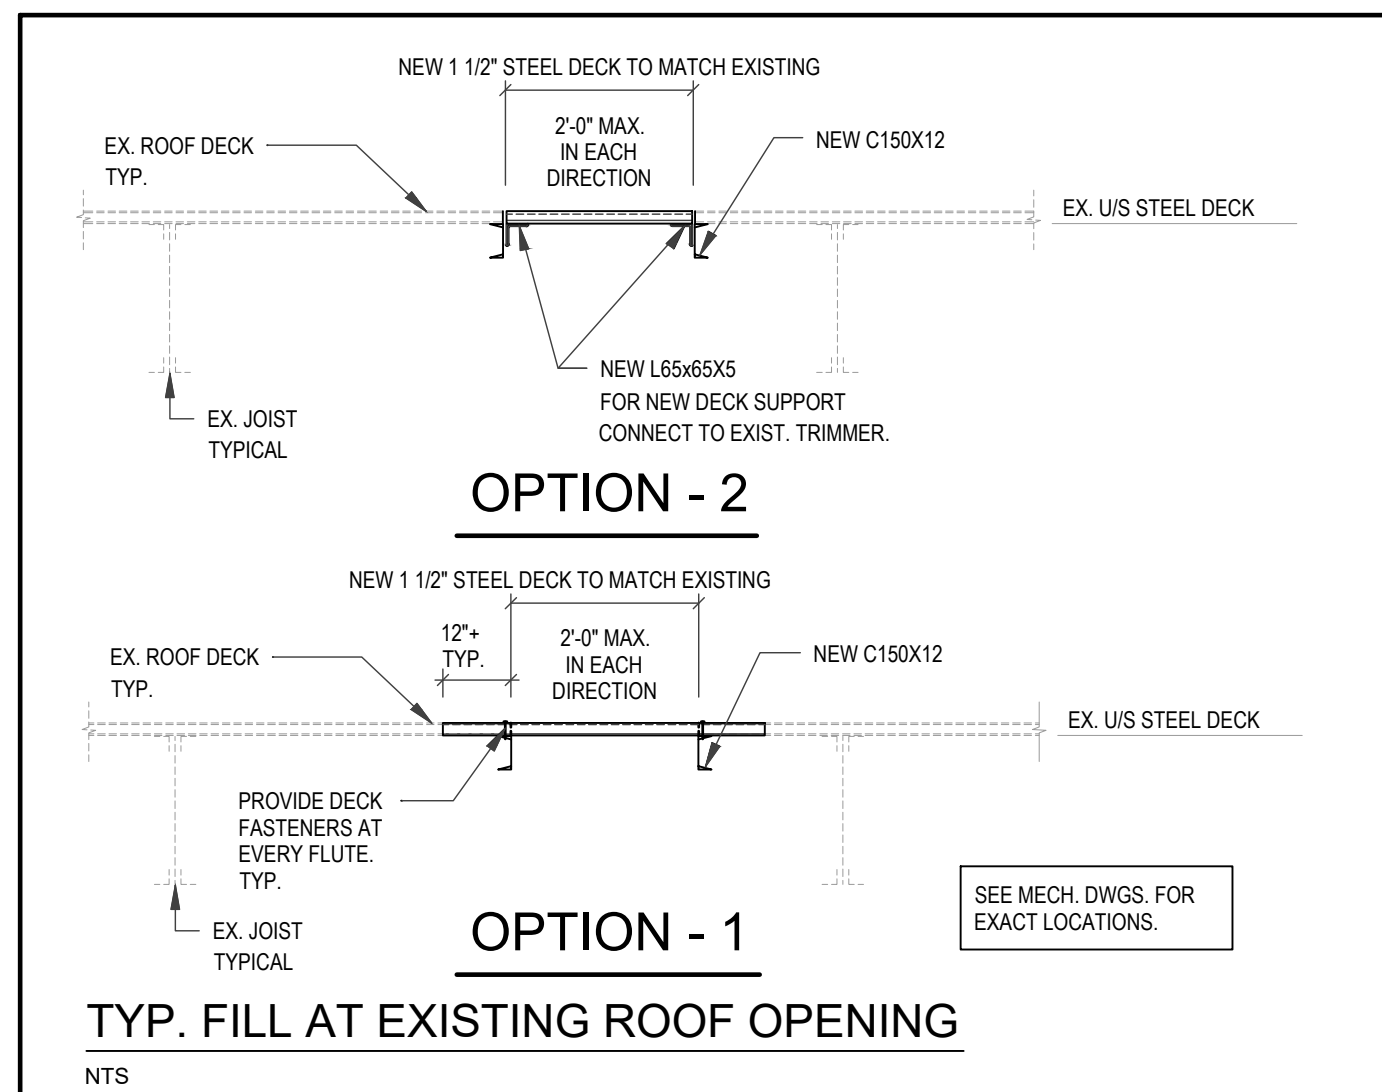 NEW 1 1/2" STEEL DECK TO MATCH EXISTING
2'-0" MAX.
IN EACH
DIRECTION
EX. ROOF DECK
TYP.
NEW C150X12
EX. U/S STEEL DECK
NEW L65x65X5
FOR NEW DECK SUPPORT
CONNECT TO EXIST. TRIMMER.
EX. JOIST
TYPICAL
OPTION - 2
NEW 1 1/2" STEEL DECK TO MATCH EXISTING
12"+
TYP.
2'-0" MAX.
IN EACH
DIRECTION
EX. ROOF DECK
TYP.
NEW C150X12
EX. U/S STEEL DECK
PROVIDE DECK
FASTENERS AT
EVERY FLUTE.
TYP.
SEE MECH. DWGS. FOR
EXACT LOCATIONS.
EX. JOIST
TYPICAL
OPTION - 1
TYP. FILL AT EXISTING ROOF OPENING
NTS